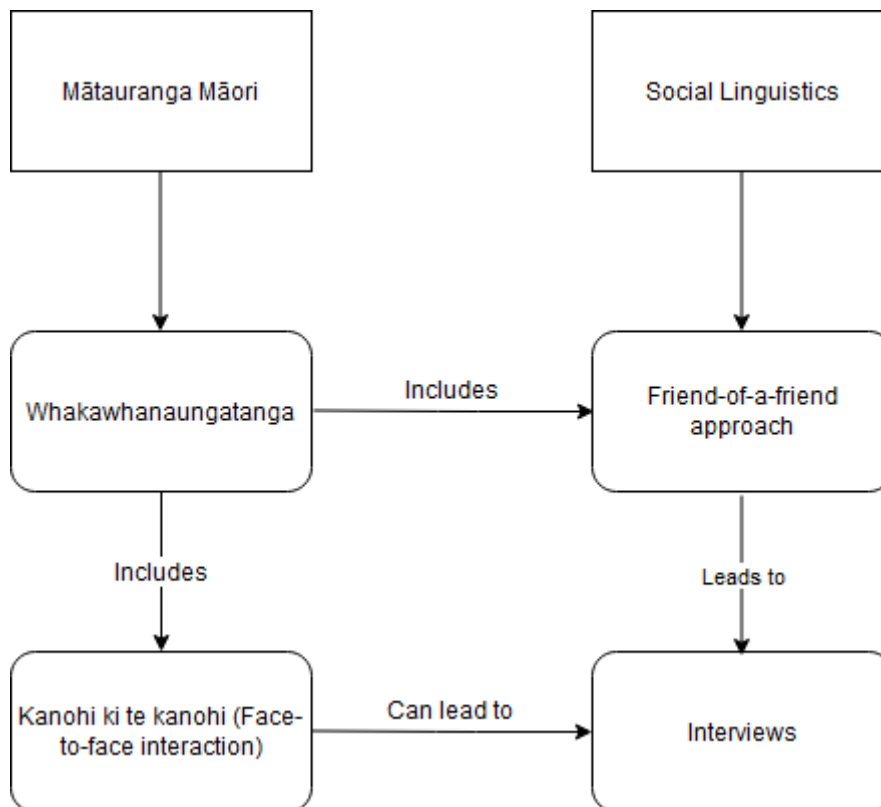 Mātauranga Māori
Social Linguistics
Whakawhanaungatanga
Includes
Friend-of-a-friend
approach
Includes
Leads to
Kanohi ki te kanohi (Face-
to-face interaction)
Can lead to
Interviews